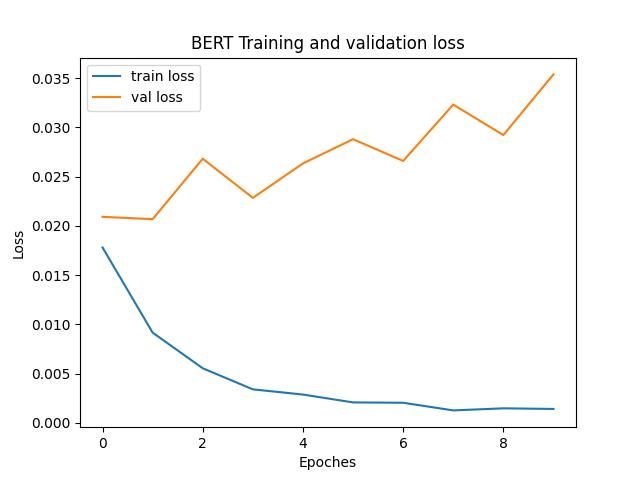 BERT Training and validation loss
train loss
val loss
0.035
0.030
0.025
0.020
0.015
0.010
0.005
0.000
Loss
0 2 4 6 8
Epoches